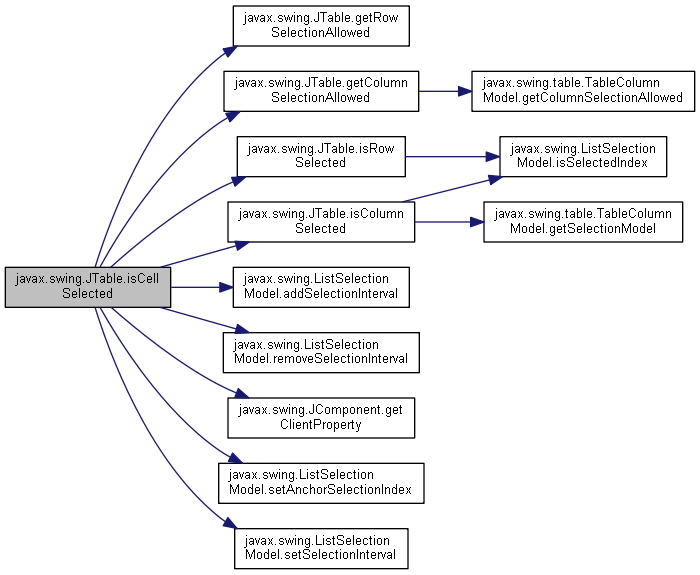 javax.swing.JTable.getRow
SelectionAllowed
javax.swing.JTable.getColumn
SelectionAllowed
javax.swing.table.TableColumn
Model.getColumnSelectionAllowed
javax.swing.JTable.isRow
Selected
javax.swing.ListSelection
Model.isSelectedIndex
javax.swing.JTable.isColumn
Selected
javax.swing.table.TableColumn
Model.getSelectionModel
javax.swing.JTable.isCell
Selected
javax.swing.ListSelection
Model.addSelectionInterval
javax.swing.ListSelection
Model.removeSelectionInterval
javax.swing.JComponent.get
ClientProperty
javax.swing.ListSelection
Model.setAnchorSelectionIndex
javax.swing.ListSelection
Model.setSelectionInterval